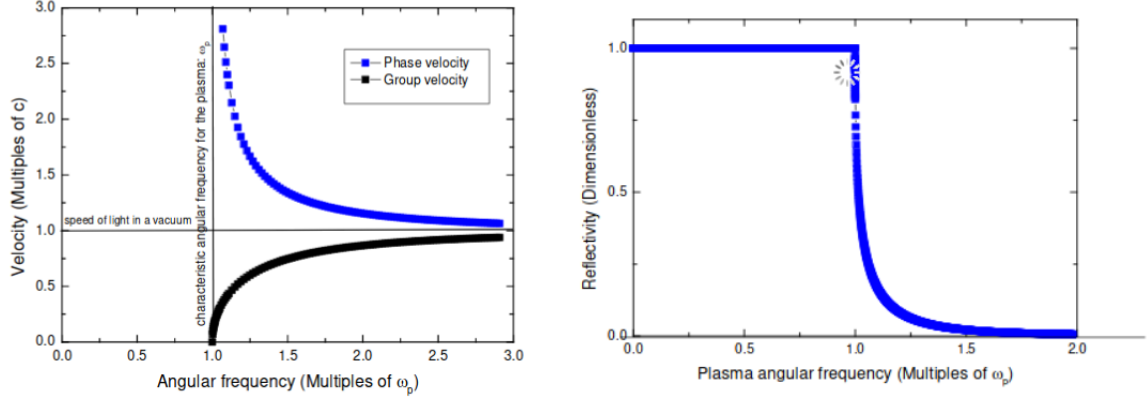 3.0
2.5
2.0
1.5
1.0
0.5
0.0
Velocity (Multiples of c)
characteristic angular frequency for the plasma: ωp
Phase velocity
Group velocity
speed of light in a vacuum
0.0 0.5 1.0 1.5 2.0 2.5 3.0
Angular frequency (Multiples of ωp)
1.0
0.5
0.0
Reflectivity (Dimensionless)
0.0 0.5 1.0 1.5 2.0
Plasma angular frequency (Multiples of ωp)